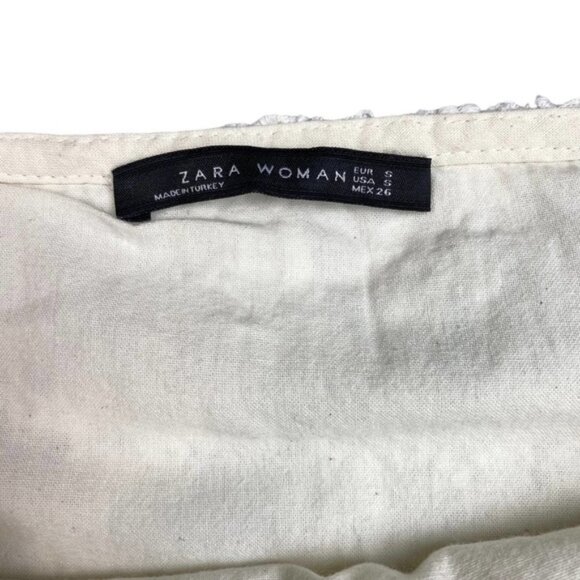 ZARA WOMAN
MADE IN TURKEY
EUR S
USA S
MEX 26